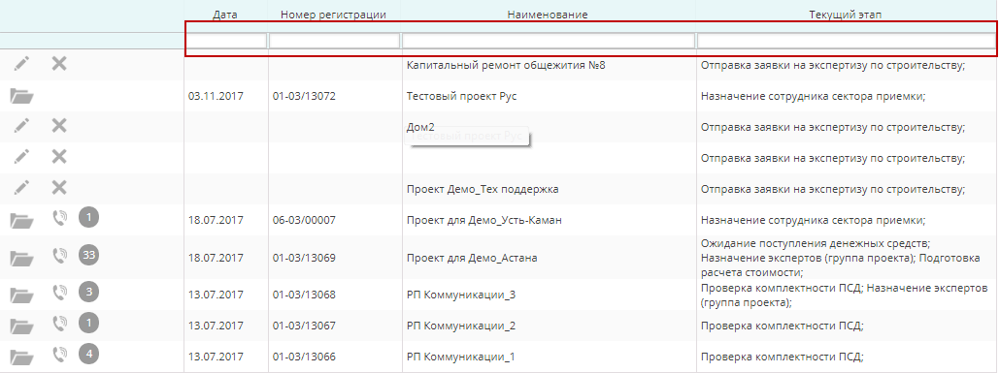 Дата Номер регистрации Наименование Текущий этап
Капитальный ремонт общежития №8 Отправка заявки на экспертизу по строительству;
03.11.2017 01-03/13072 Тестовый проект Рус Назначение сотрудника сектора приемки;
Дом2 Отправка заявки на экспертизу по строительству;
Тестовый проект Рус
Отправка заявки на экспертизу по строительству;
Проект Демо_Тех поддержка Отправка заявки на экспертизу по строительству;
1 18.07.2017 06-03/00007 Проект для Демо_Усть-Каман Назначение сотрудника сектора приемки;
Ожидание поступления денежных средств;
33 18.07.2017 01-03/13069 Проект для Демо_Астана Назначение экспертов (группа проекта); Подготовка
расчета стоимости;
3 13.07.2017 01-03/13068 РП Коммуникации_3 Проверка комплектности ПСД; Назначение экспертов
(группа проекта);
1 13.07.2017 01-03/13067 РП Коммуникации_2 Проверка комплектности ПСД;
4 13.07.2017 01-03/13066 РП Коммуникации_1 Проверка комплектности ПСД;